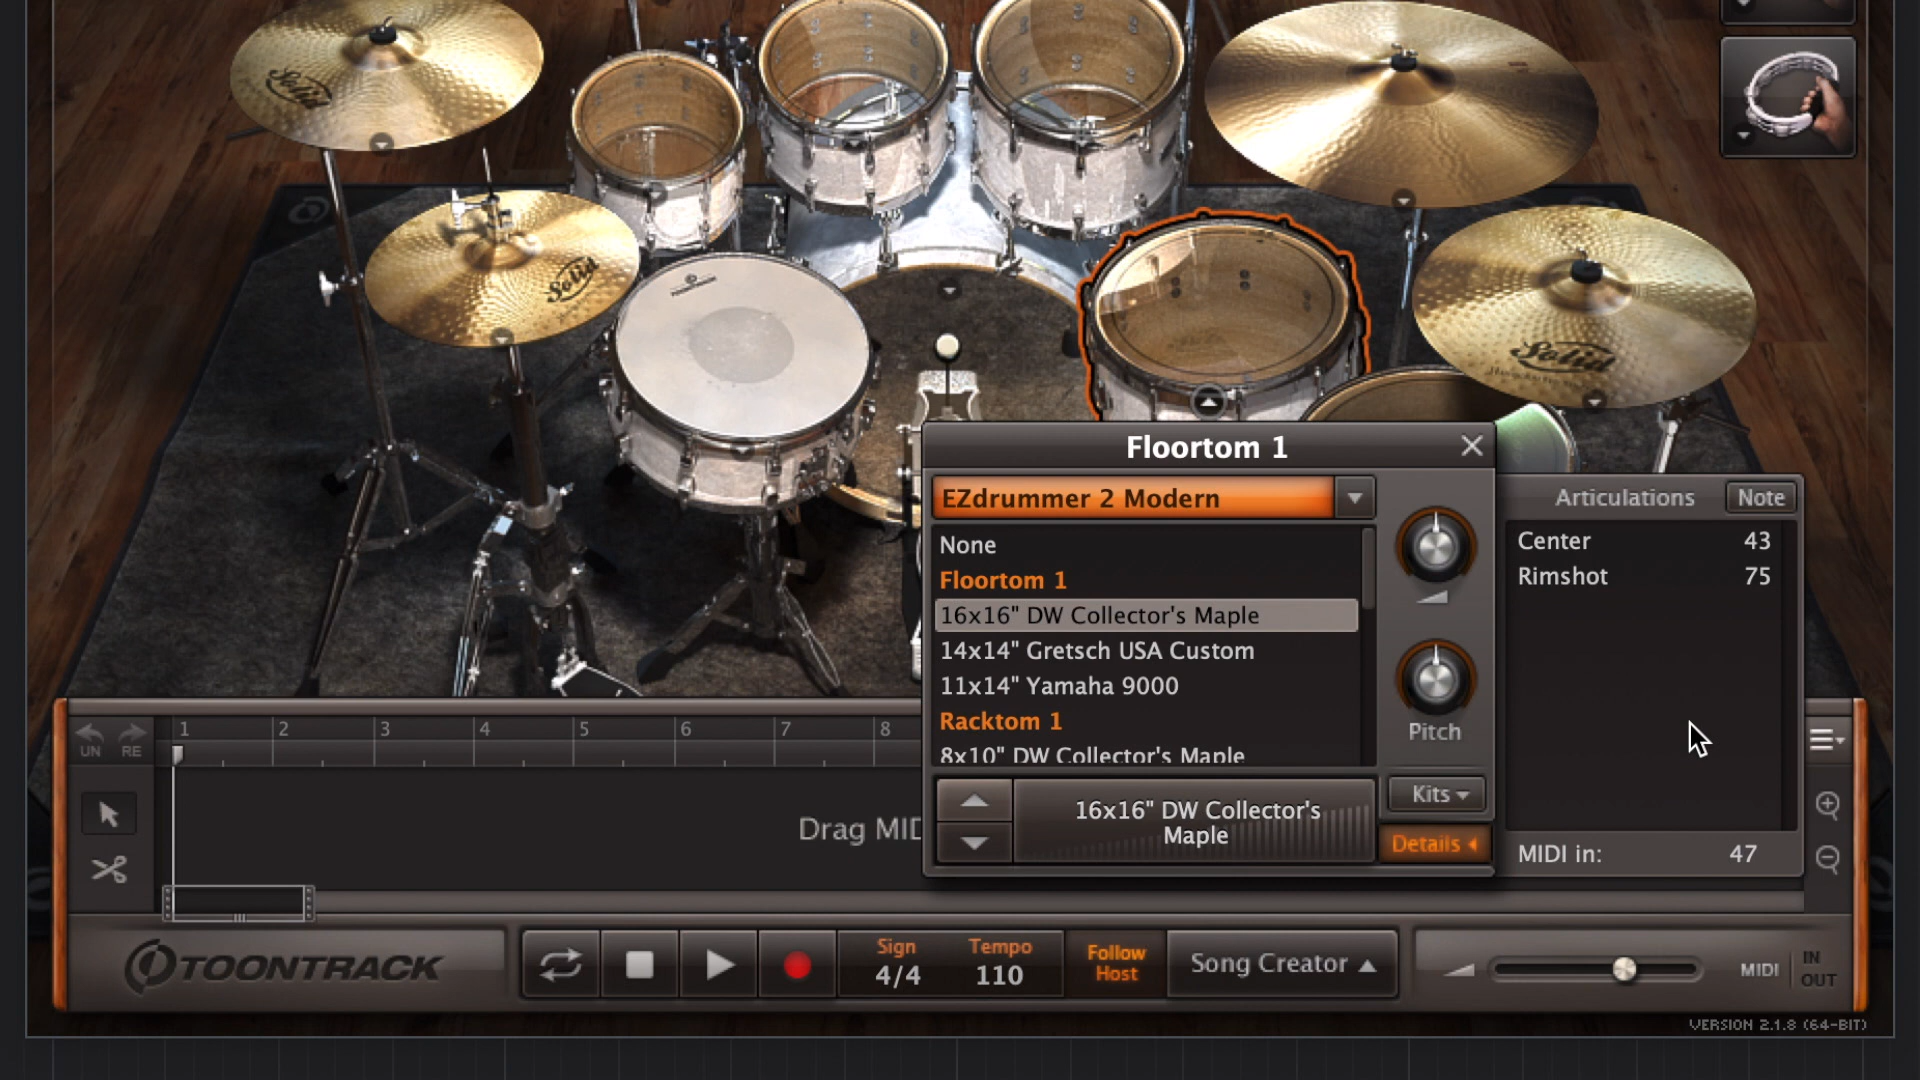 Solid
Solid
Solid
Floortom 1
EZdrummer 2 Modern
None
Floortom 1
16x16" DW Collector's Maple
14x14" Gretsch USA Custom
11x14" Yamaha 9000
Racktom 1
8x10" DW Collector's Maple
Pitch
16x16" DW Collector's
Maple
Kits
Details
Articulations Note
Center 43
Rimshot 75
MIDI in: 47
UN RE
1 2 3 4 5 6 7 8
Drag MID
TOONTRACK
Sign
4/4
Tempo
110
Follow
Host
Song Creator
MIDI
IN
OUT
VERSION 2.1.8 (64-BIT)